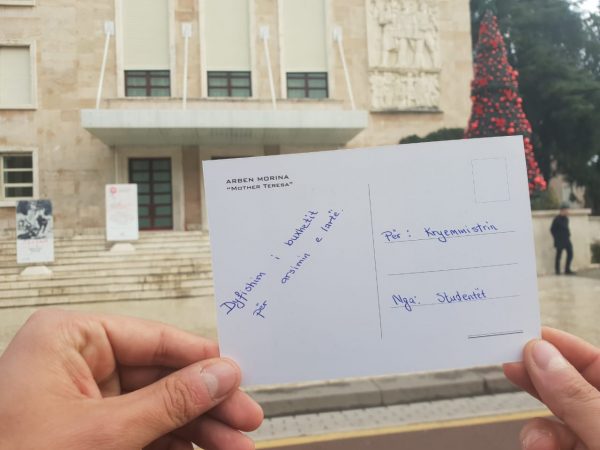 ARBEN MORINA
"MOTHER TERESA"
Dyfishim i buxhetit
për arsimin e lartë.
Për: Kryeministrin
Nga: Studentët